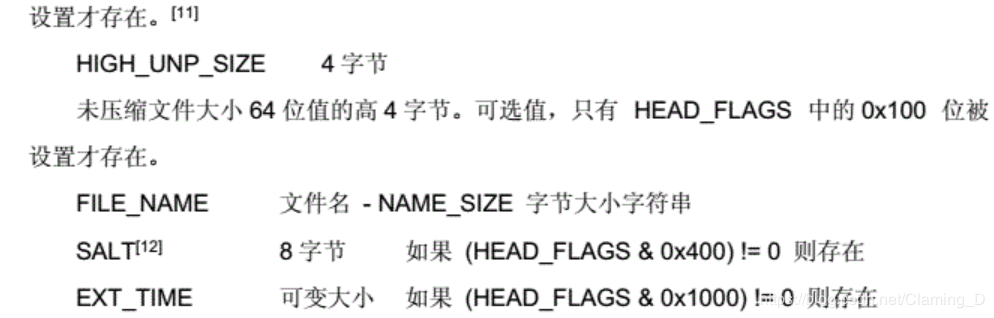 设置才存在。[11]
HIGH_UNP_SIZE 4 字节
未压缩文件大小 64 位值的高 4 字节。可选值，只有 HEAD_FLAGS 中的 0x100 位被
设置才存在。
FILE_NAME 文件名 - NAME_SIZE 字节大小字符串
SALT[12] 8 字节 如果 (HEAD_FLAGS & 0x400) != 0 则存在
EXT_TIME 可变大小 如果 (HEAD_FLAGS & 0x1000) != 0 则存在